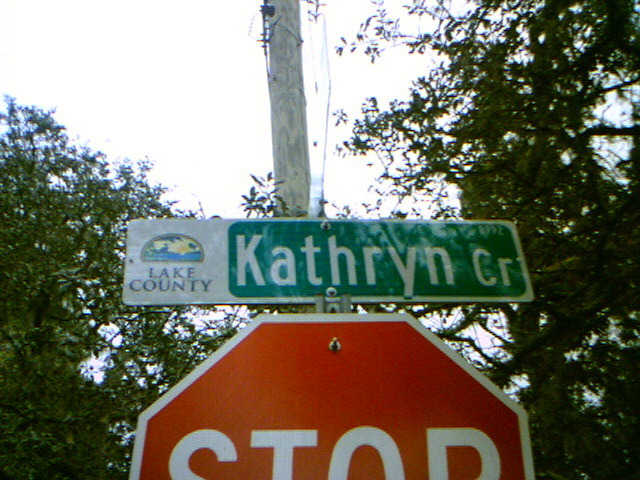 LAKE
COUNTY
Kathryn Cr
STOP